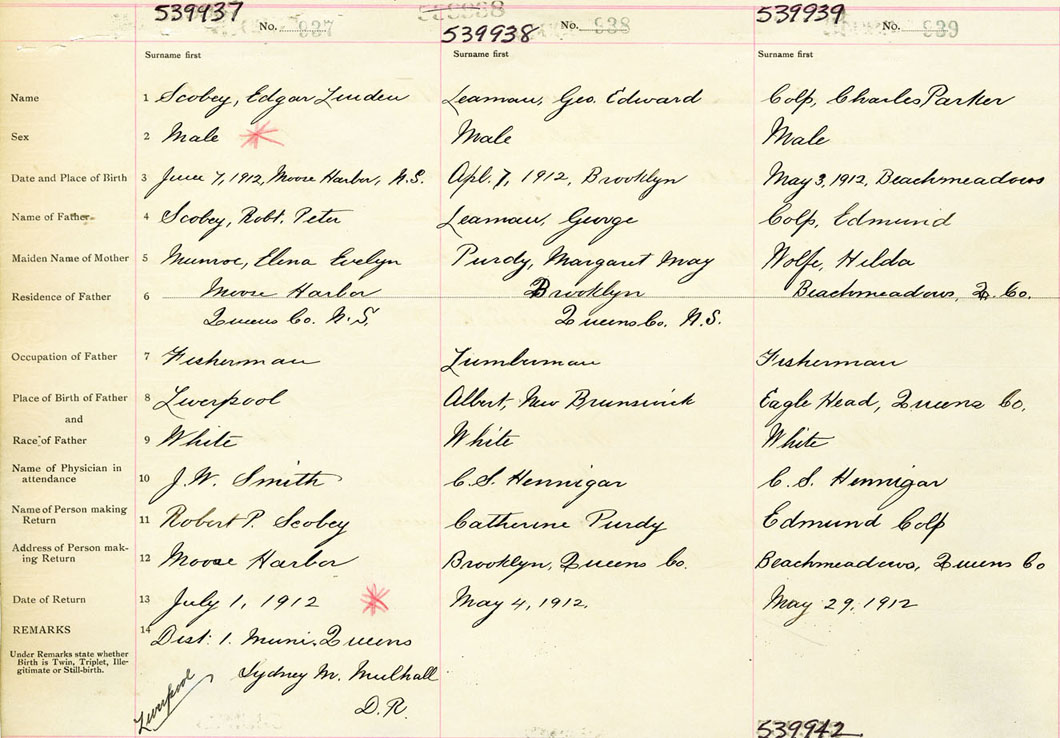 539937 539938 539939
No. 937 No. 938 No. 939
Surname first Surname first Surname first
Name 1 Scobey, Edgar Linden Leaman, Geo. Edward Colp, Charles Parker
Sex 2 Male Male Male
Date and Place of Birth 3 June 7, 1912, Moose Harbor, N.S. Apl. 7, 1912, Brooklyn May 3, 1912, Beachmeadows
Name of Father 4 Scobey, Robt. Peter Leaman, George Colp, Edmund
Maiden Name of Mother 5 Munroe, Elena Evelyn Purdy, Margaret May Wolfe, Hilda
Residence of Father 6 Moose Harbor Brooklyn Beachmeadows, Q. Co.
Queens Co. N.S. Queens Co. N.S.
Occupation of Father 7 Fisherman Lumberman Fisherman
Place of Birth of Father 8 Liverpool Albert, New Brunswick Eagle Head, Queens Co.
and
Race of Father 9 White White White
Name of Physician in
attendance 10 J.W. Smith C.S. Hennigar C.S. Hennigar
Name of Person making
Return 11 Robert P. Scobey Catherine Purdy Edmund Colp
Address of Person mak-
ing Return 12 Moose Harbor Brooklyn, Queens Co. Beachmeadows, Queens Co
Date of Return 13 July 1, 1912 May 4, 1912. May 29, 1912
REMARKS 14 Dist. 1. Muni. Queens
Under Remarks state whether
Birth is Twin, Triplet, Ille-
gitimate or Still-birth.
Sydney M. Mulhall
D.R.
Liverpool
539942